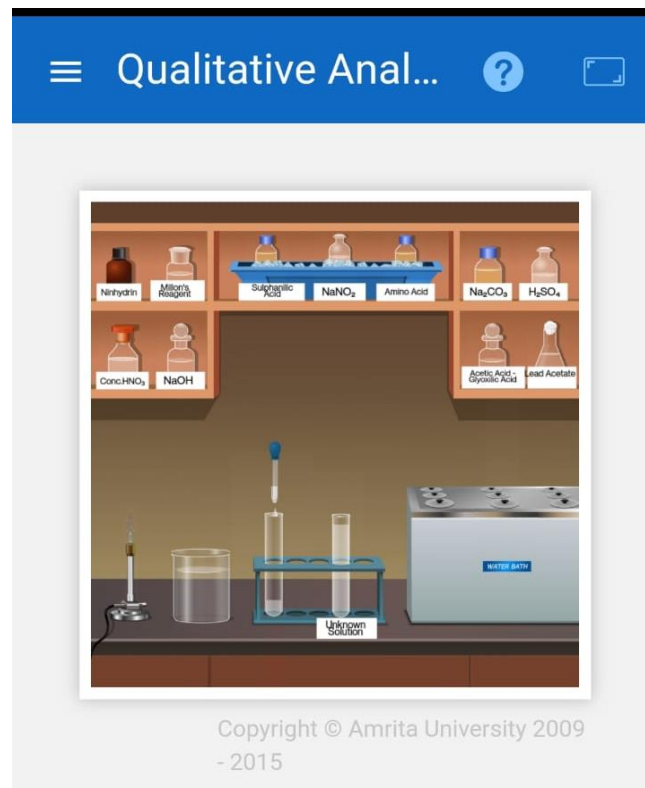 Qualitative Anal...
?
Ninhydrin
Millon's
Reagent
Sulphanilic
Acid
NaNO₂
Amino Acid
Na₂CO₃
H₂SO₄
Conc.HNO₃
NaOH
Acetic Acid -
Glyoxilic Acid
Lead Acetate
WATER BATH
Unknown
Solution
Copyright © Amrita University 2009
- 2015